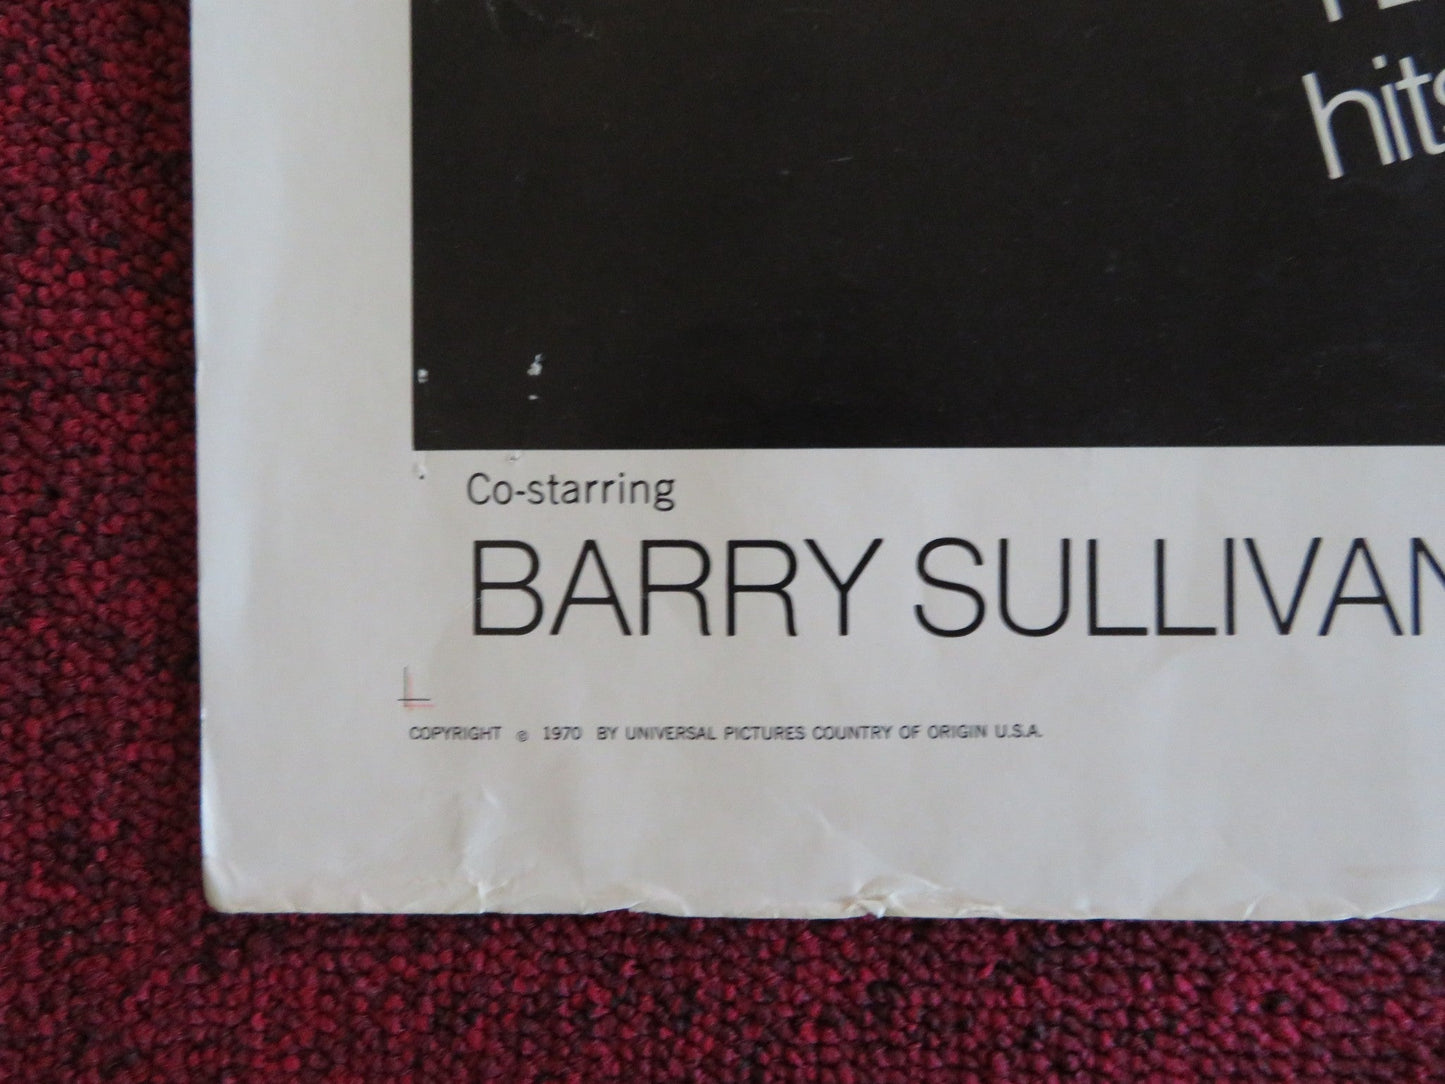 hits
Co-starring
BARRY SULLIVAN
COPYRIGHT © 1970 BY UNIVERSAL PICTURES COUNTRY OF ORIGIN U.S.A.